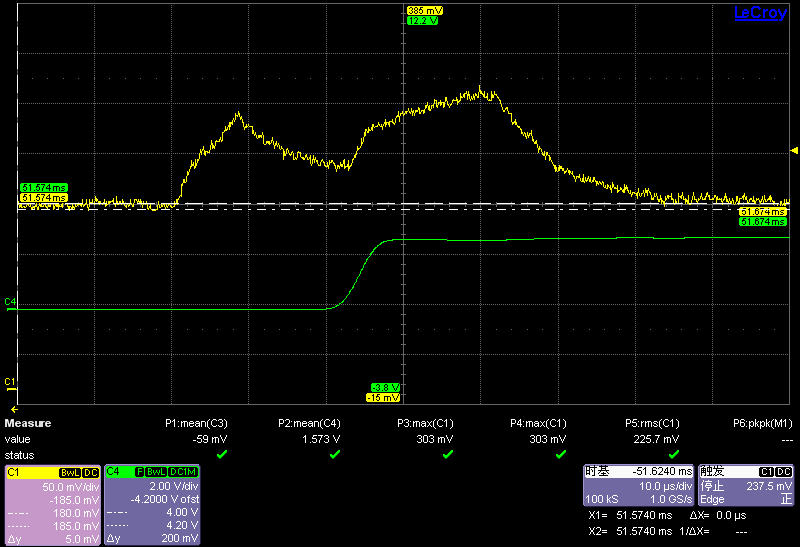 385 mV
12.2 V
LeCroy
51.574 ms
51.574 ms
51.674 ms
51.674 ms
C4
C1
-3.8 V
-15 mV
Measure P1:mean(C3) P2:mean(C4) P3:max(C1) P4:max(C1) P5:rms(C1) P6:pkpk(M1)
value -59 mV 1.573 V 303 mV 303 mV 225.7 mV ---
status ✓ ✓ ✓ ✓ ✓
C1 BwL DC
50.0 mV/div
-185.0 mV
180.0 mV
185.0 mV
Δy 5.0 mV
C4 F BwL DC1M
2.00 V/div
-4.2000 V ofst
4.00 V
4.20 V
Δy 200 mV
时基 -51.6240 ms
10.0 µs/div
100 kS 1.0 GS/s
触发 C1 DC
停止 237.5 mV
Edge 正
X1= 51.5740 ms ΔX= 0.0 µs
X2= 51.5740 ms 1/ΔX= ---